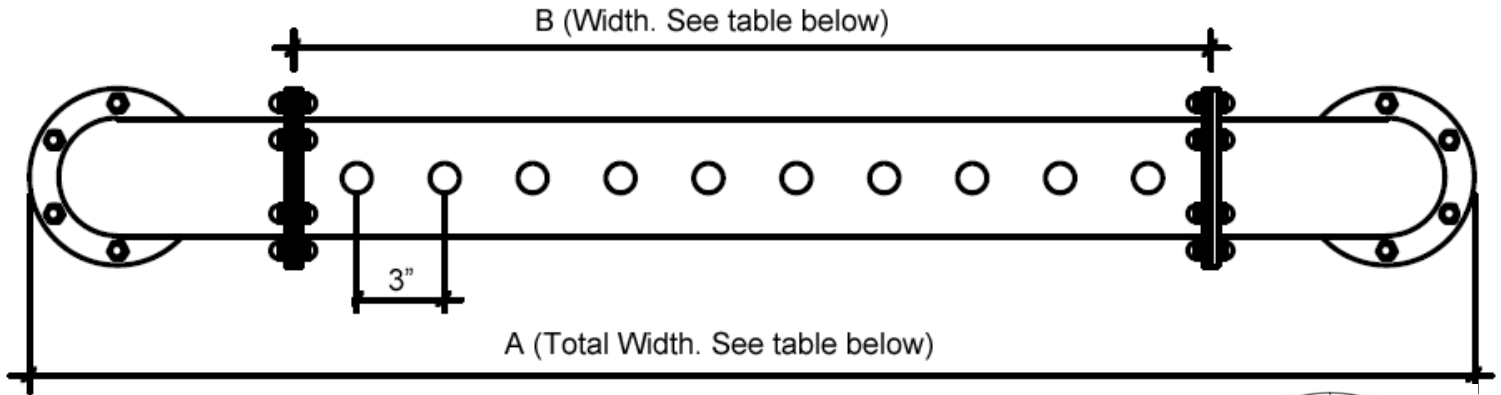 B (Width. See table below)
3”
A (Total Width. See table below)